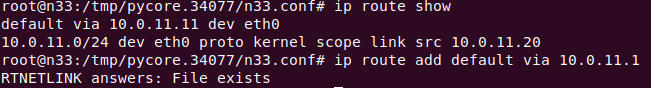 root@n33:/tmp/pycore.34077/n33.conf# ip route show
default via 10.0.11.11 dev eth0
10.0.11.0/24 dev eth0 proto kernel scope link src 10.0.11.20
root@n33:/tmp/pycore.34077/n33.conf# ip route add default via 10.0.11.1
RTNETLINK answers: File exists